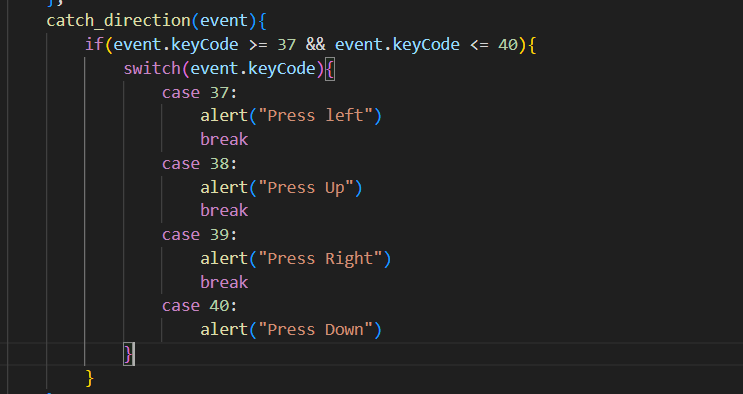 },
catch_direction(event){
if(event.keyCode >= 37 && event.keyCode <= 40){
switch(event.keyCode){
case 37:
alert("Press left")
break
case 38:
alert("Press Up")
break
case 39:
alert("Press Right")
break
case 40:
alert("Press Down")
}
}